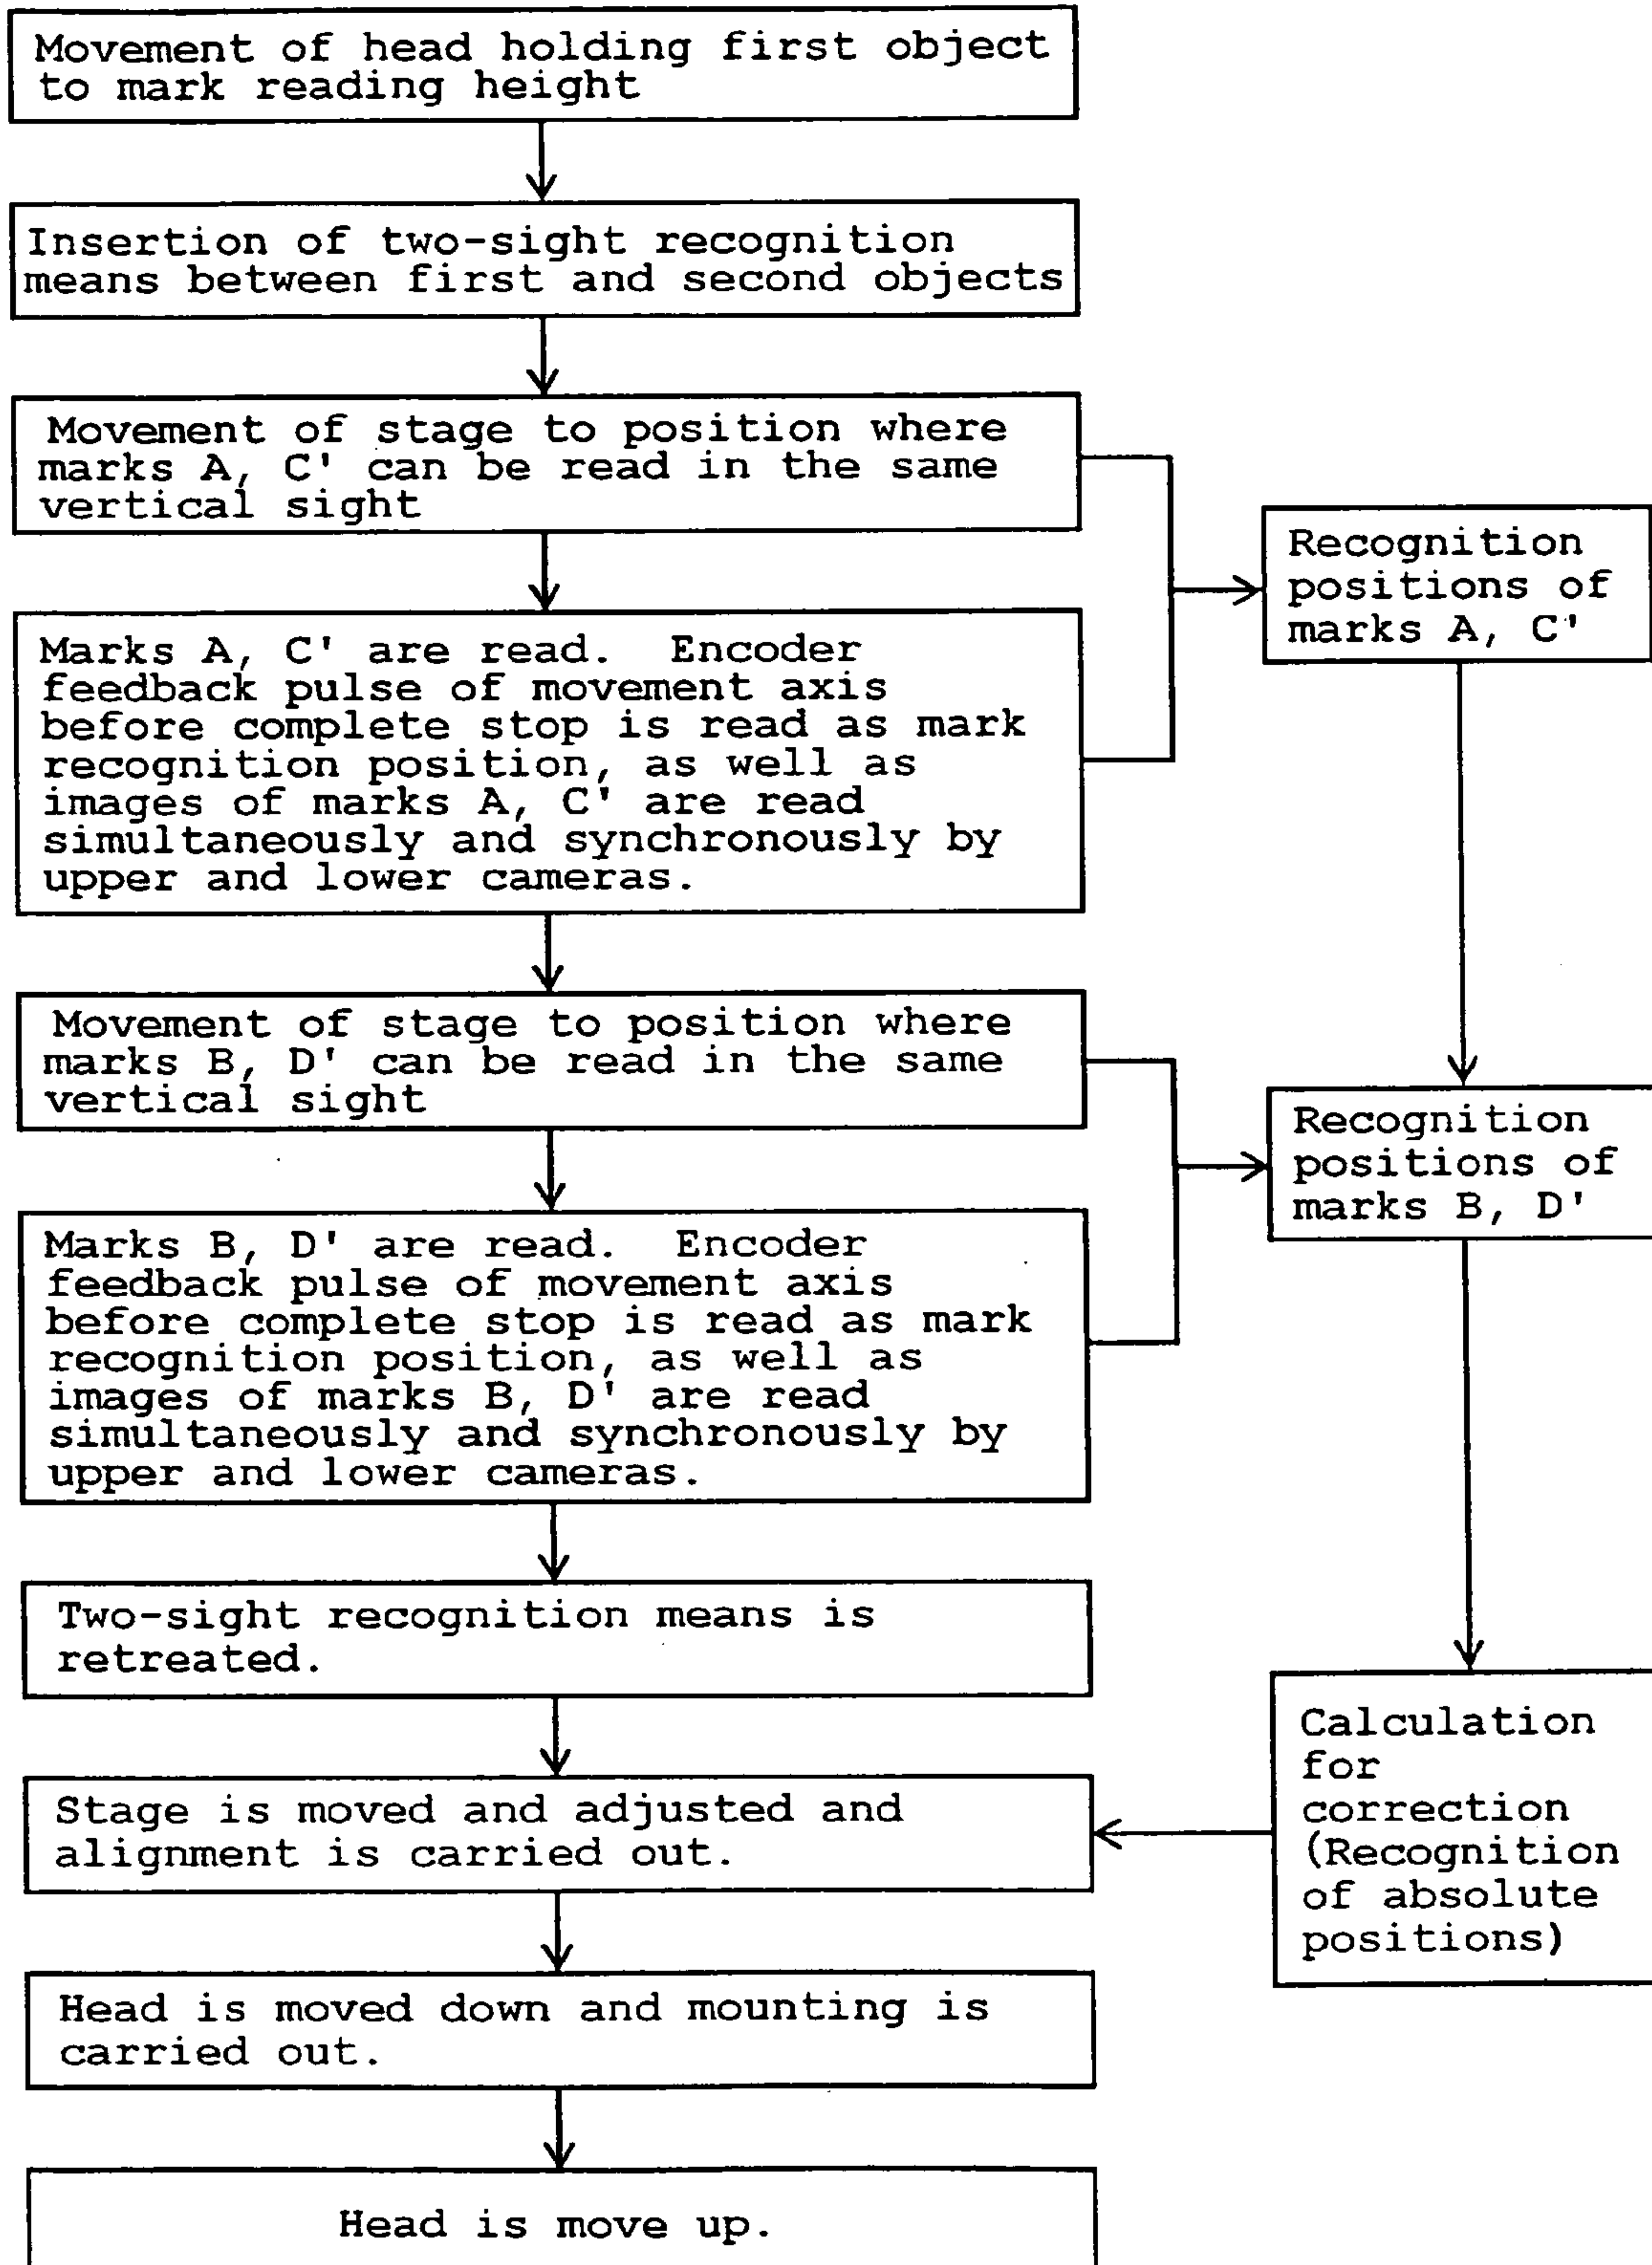 Movement of head holding first object
to mark reading height
Insertion of two-sight recognition
means between first and second objects
Movement of stage to position where
marks A, C' can be read in the same
vertical sight
Recognition
positions of
marks A, C'
Marks A, C' are read. Encoder
feedback pulse of movement axis
before complete stop is read as mark
recognition position, as well as
images of marks A, C' are read
simultaneously and synchronously by
upper and lower cameras.
Movement of stage to position where
marks B, D' can be read in the same
vertical sight
Recognition
positions of
marks B, D'
Marks B, D' are read. Encoder
feedback pulse of movement axis
before complete stop is read as mark
recognition position, as well as
images of marks B, D' are read
simultaneously and synchronously by
upper and lower cameras.
Two-sight recognition means is
retreated.
Calculation
for
correction
(Recognition
of absolute
positions)
Stage is moved and adjusted and
alignment is carried out.
Head is moved down and mounting is
carried out.
Head is move up.